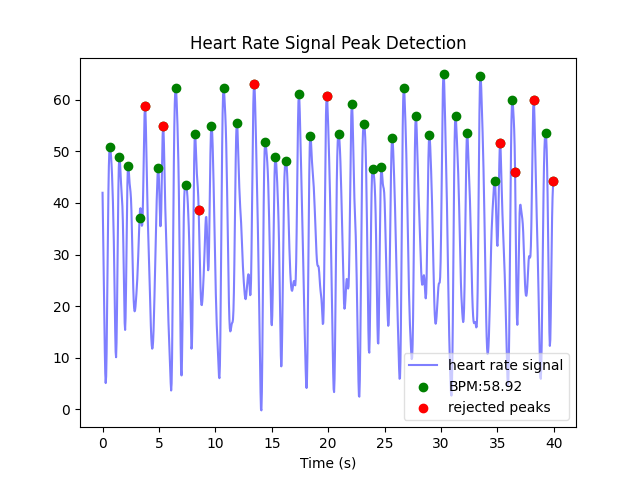 Heart Rate Signal Peak Detection
60
50
40
30
20
10
0
heart rate signal
BPM:58.92
rejected peaks
0 5 10 15 20 25 30 35 40
Time (s)